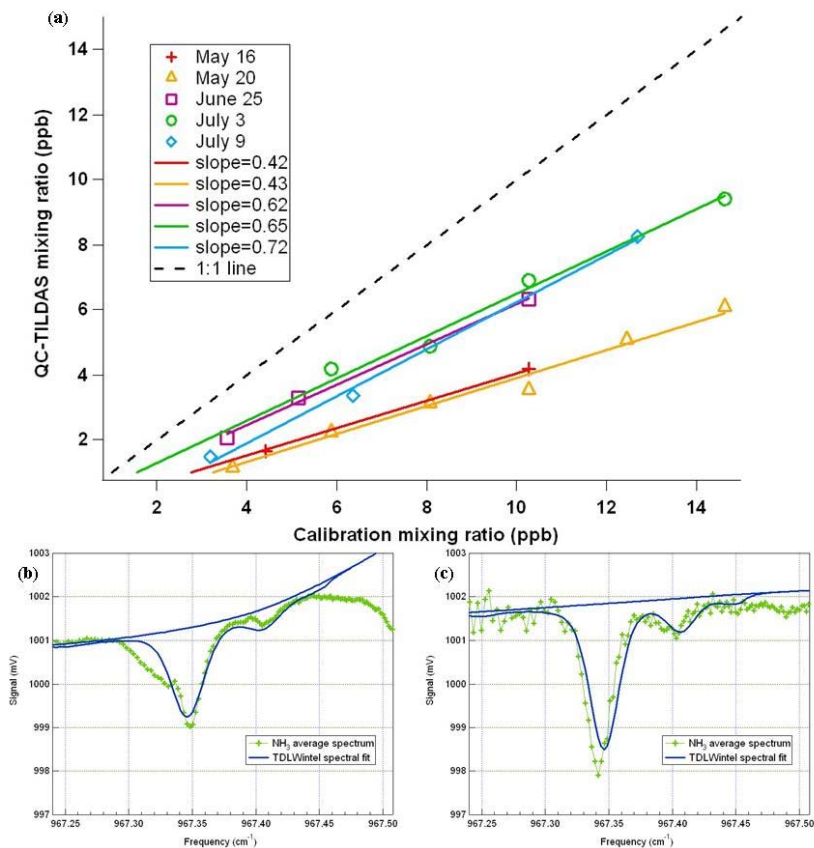 (a)
14
12
10
8
6
4
2
QC-TILDAS mixing ratio (ppb)
May 16
May 20
June 25
July 3
July 9
slope=0.42
slope=0.43
slope=0.62
slope=0.65
slope=0.72
1:1 line
2 4 6 8 10 12 14
Calibration mixing ratio (ppb)
(b)
1003
1002
1001
1000
999
998
997
Signal (mV)
NH₃ average spectrum
TDLWintel spectral fit
967.25 967.30 967.35 967.40 967.45 967.50
Frequency (cm⁻¹)
(c)
1003
1002
1001
1000
999
998
997
Signal (mV)
NH₃ average spectrum
TDLWintel spectral fit
967.25 967.30 967.35 967.40 967.45 967.50
Frequency (cm⁻¹)